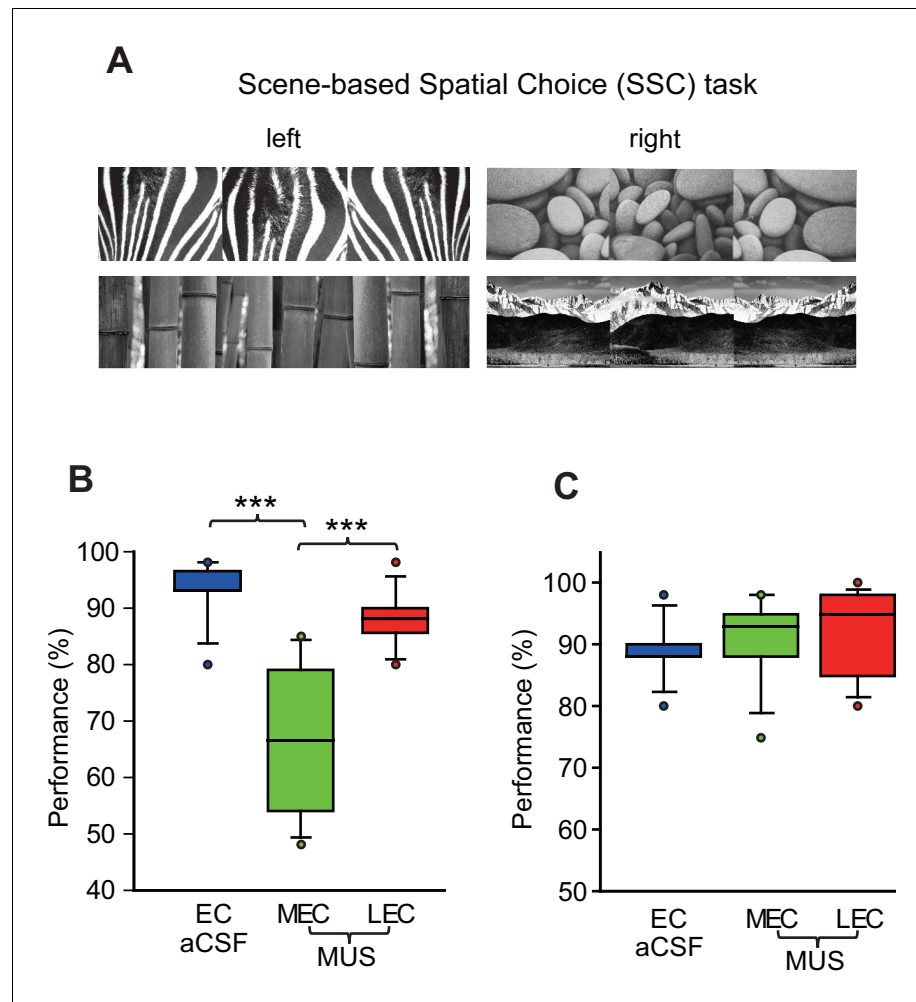 A
Scene-based Spatial Choice (SSC) task
left
right
B
***
***
100
90
80
70
60
50
40
Performance (%)
EC
aCSF
MEC
LEC
MUS
C
100
90
80
70
60
50
Performance (%)
EC
aCSF
MEC
LEC
MUS